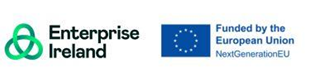 Enterprise
Ireland
Funded by the
European Union
NextGenerationEU